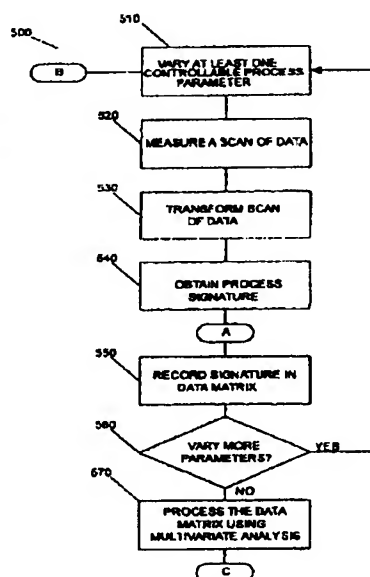 500
510
B
VARY AT LEAST ONE
CONTROLLABLE PROCESS
PARAMETER
520
MEASURE A SCAN OF DATA
530
TRANSFORM SCAN
OF DATA
540
OBTAIN PROCESS
SIGNATURE
A
550
RECORD SIGNATURE IN
DATA MATRIX
560
VARY MORE
PARAMETERS?
YES
NO
570
PROCESS THE DATA
MATRIX USING
MULTIVARIATE ANALYSIS
C